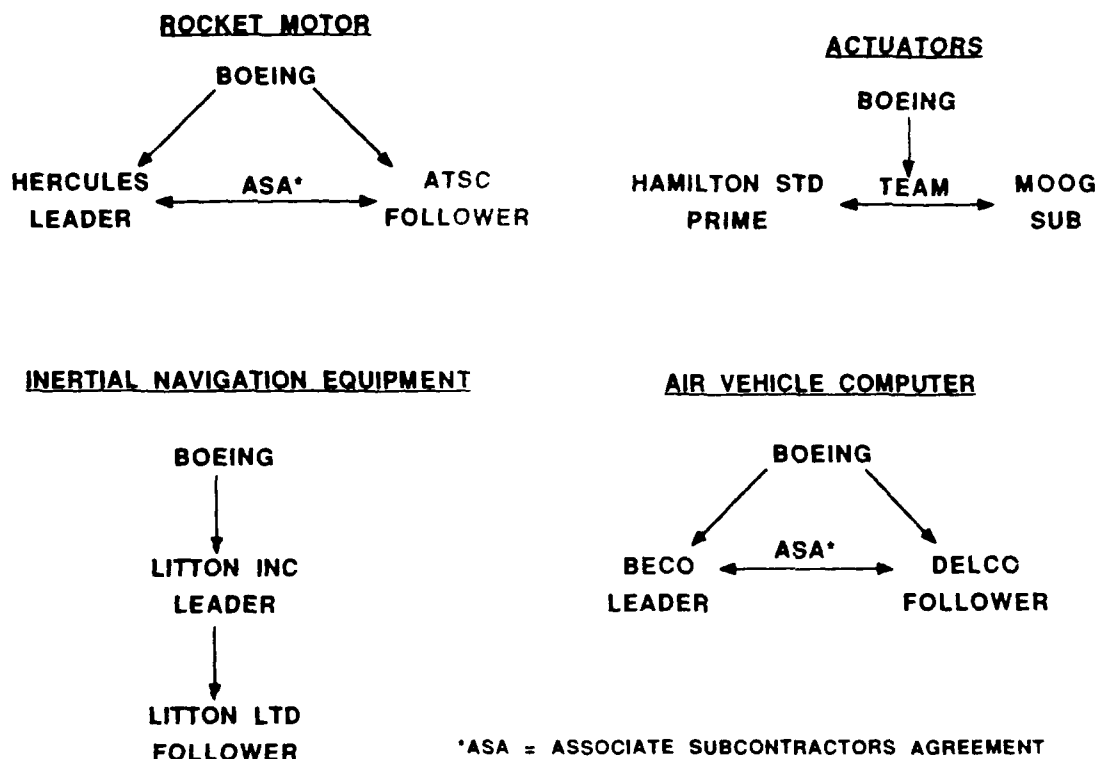 ROCKET MOTOR
BOEING
HERCULES
LEADER
ASA*
ATSC
FOLLOWER
ACTUATORS
BOEING
HAMILTON STD
PRIME
TEAM
MOOG
SUB
INERTIAL NAVIGATION EQUIPMENT
BOEING
LITTON INC
LEADER
LITTON LTD
FOLLOWER
AIR VEHICLE COMPUTER
BOEING
BECO
LEADER
ASA*
DELCO
FOLLOWER
*ASA = ASSOCIATE SUBCONTRACTORS AGREEMENT